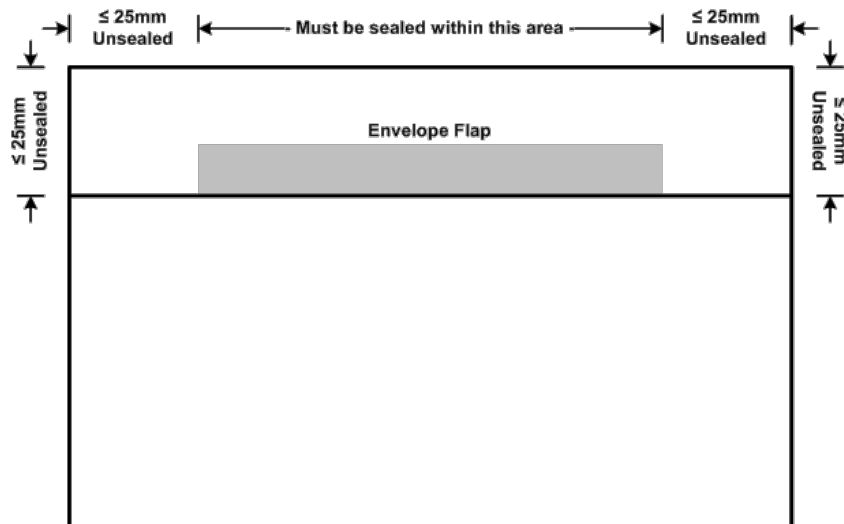 ≤ 25mm
Unsealed
- Must be sealed within this area -
≤ 25mm
Unsealed
≤ 25mm
Unsealed
Envelope Flap
≤ 25mm
Unsealed